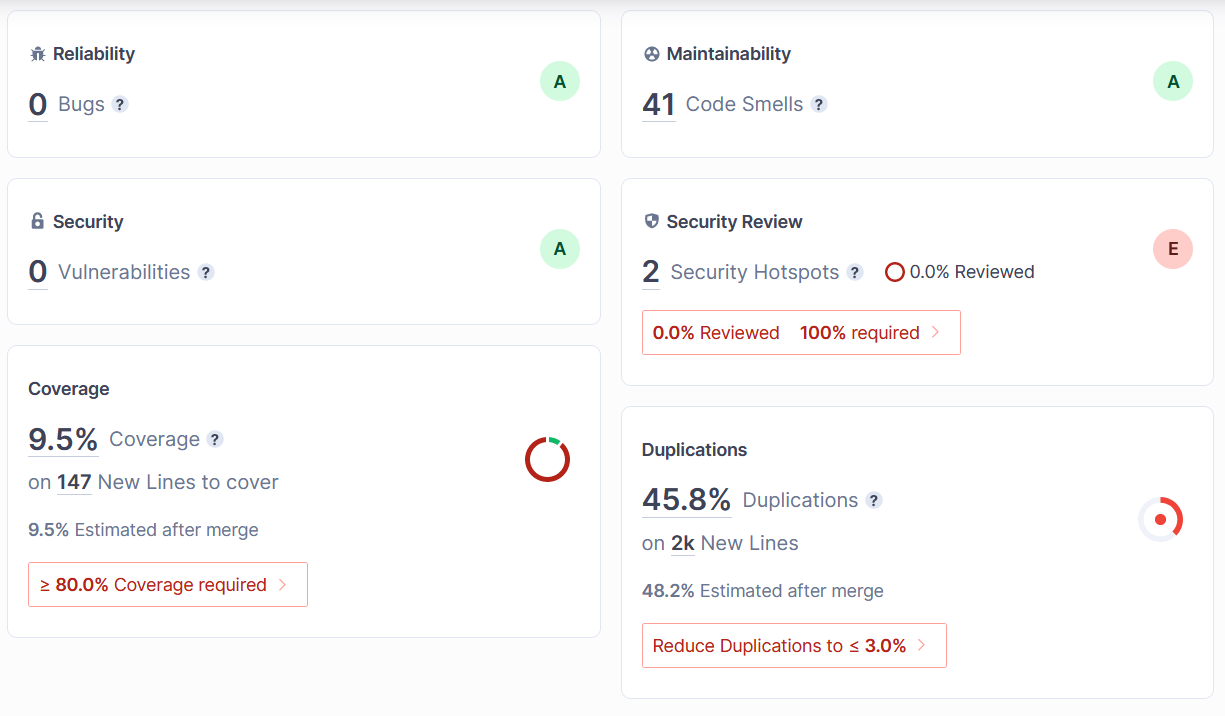 Reliability
0 Bugs ?
A
Maintainability
41 Code Smells ?
A
Security
0 Vulnerabilities ?
A
Security Review
2 Security Hotspots ? 0.0% Reviewed
E
0.0% Reviewed 100% required
Coverage
9.5% Coverage ?
on 147 New Lines to cover
9.5% Estimated after merge
≥ 80.0% Coverage required
Duplications
45.8% Duplications ?
on 2k New Lines
48.2% Estimated after merge
Reduce Duplications to ≤ 3.0%